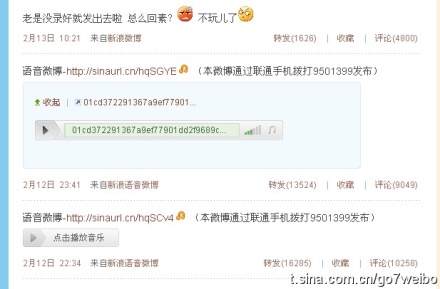 老是没录好就发出去啦 总么回素? 不玩儿了
2月13日 10:21 来自新浪微博 转发(1626) | 收藏 | 评论(4800)
语音微博-http://sinaurl.cn/hqSGYE (本微博通过联通手机拨打9501399发布)
收起 | 01cd372291367a9ef77901...
01cd372291367a9ef77901dd2f9689c...
2月12日 23:41 来自新浪语音微博 转发(13524) | 收藏 | 评论(9049)
语音微博-http://sinaurl.cn/hqSCv4 (本微博通过联通手机拨打9501399发布)
点击播放音乐
2月12日 22:34 来自新浪语音微博 转发(16285) | 收藏 | 评论(10258)
t.sina.com.cn/go7weibo